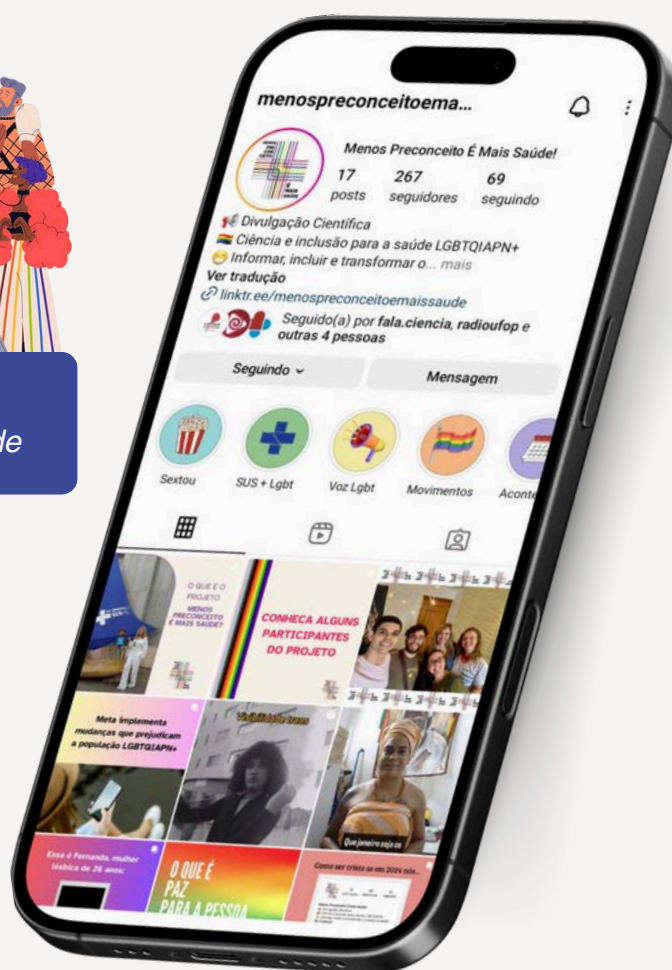 menospreconceitoema...
Menos Preconceito É Mais Saúde!
17
267
69
posts
seguidores
seguindo
Divulgação Científica
Ciência e inclusão para a saúde LGBTQIAPN+
Informar, incluir e transformar o... mais
Ver tradução
linktr.ee/menospreconceitoemaissaude
Seguido(a) por fala.ciencia, radioufop e
outras 4 pessoas
Seguindo
Mensagem
Sextou
SUS + Lgbt
Voz Lgbt
Movimentos
Aconte
de
O QUE É O
PROJETO
MENOS
PRECONCEITO
É MAIS SAÚDE?
CONHECA ALGUNS
PARTICIPANTES
DO PROJETO
Meta implementa
mudanças que prejudicam
a população LGBTQIAPN+
Visibilidade trans
Que janeiro seja os
Essa é Fernanda, mulher
lésbica de 26 anos:
O QUE É
PAZ
PARA A PESSOA
Como ser triste se em 2024 nós...